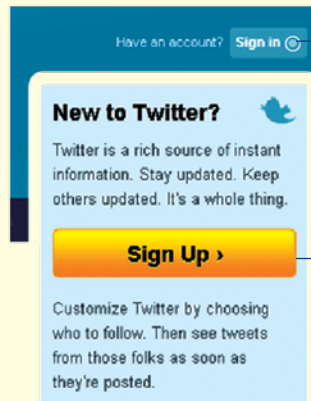 Have an account? Sign in
New to Twitter?
Twitter is a rich source of instant
information. Stay updated. Keep
others updated. It's a whole thing.
Sign Up ›
Customize Twitter by choosing
who to follow. Then see tweets
from those folks as soon as
they're posted.